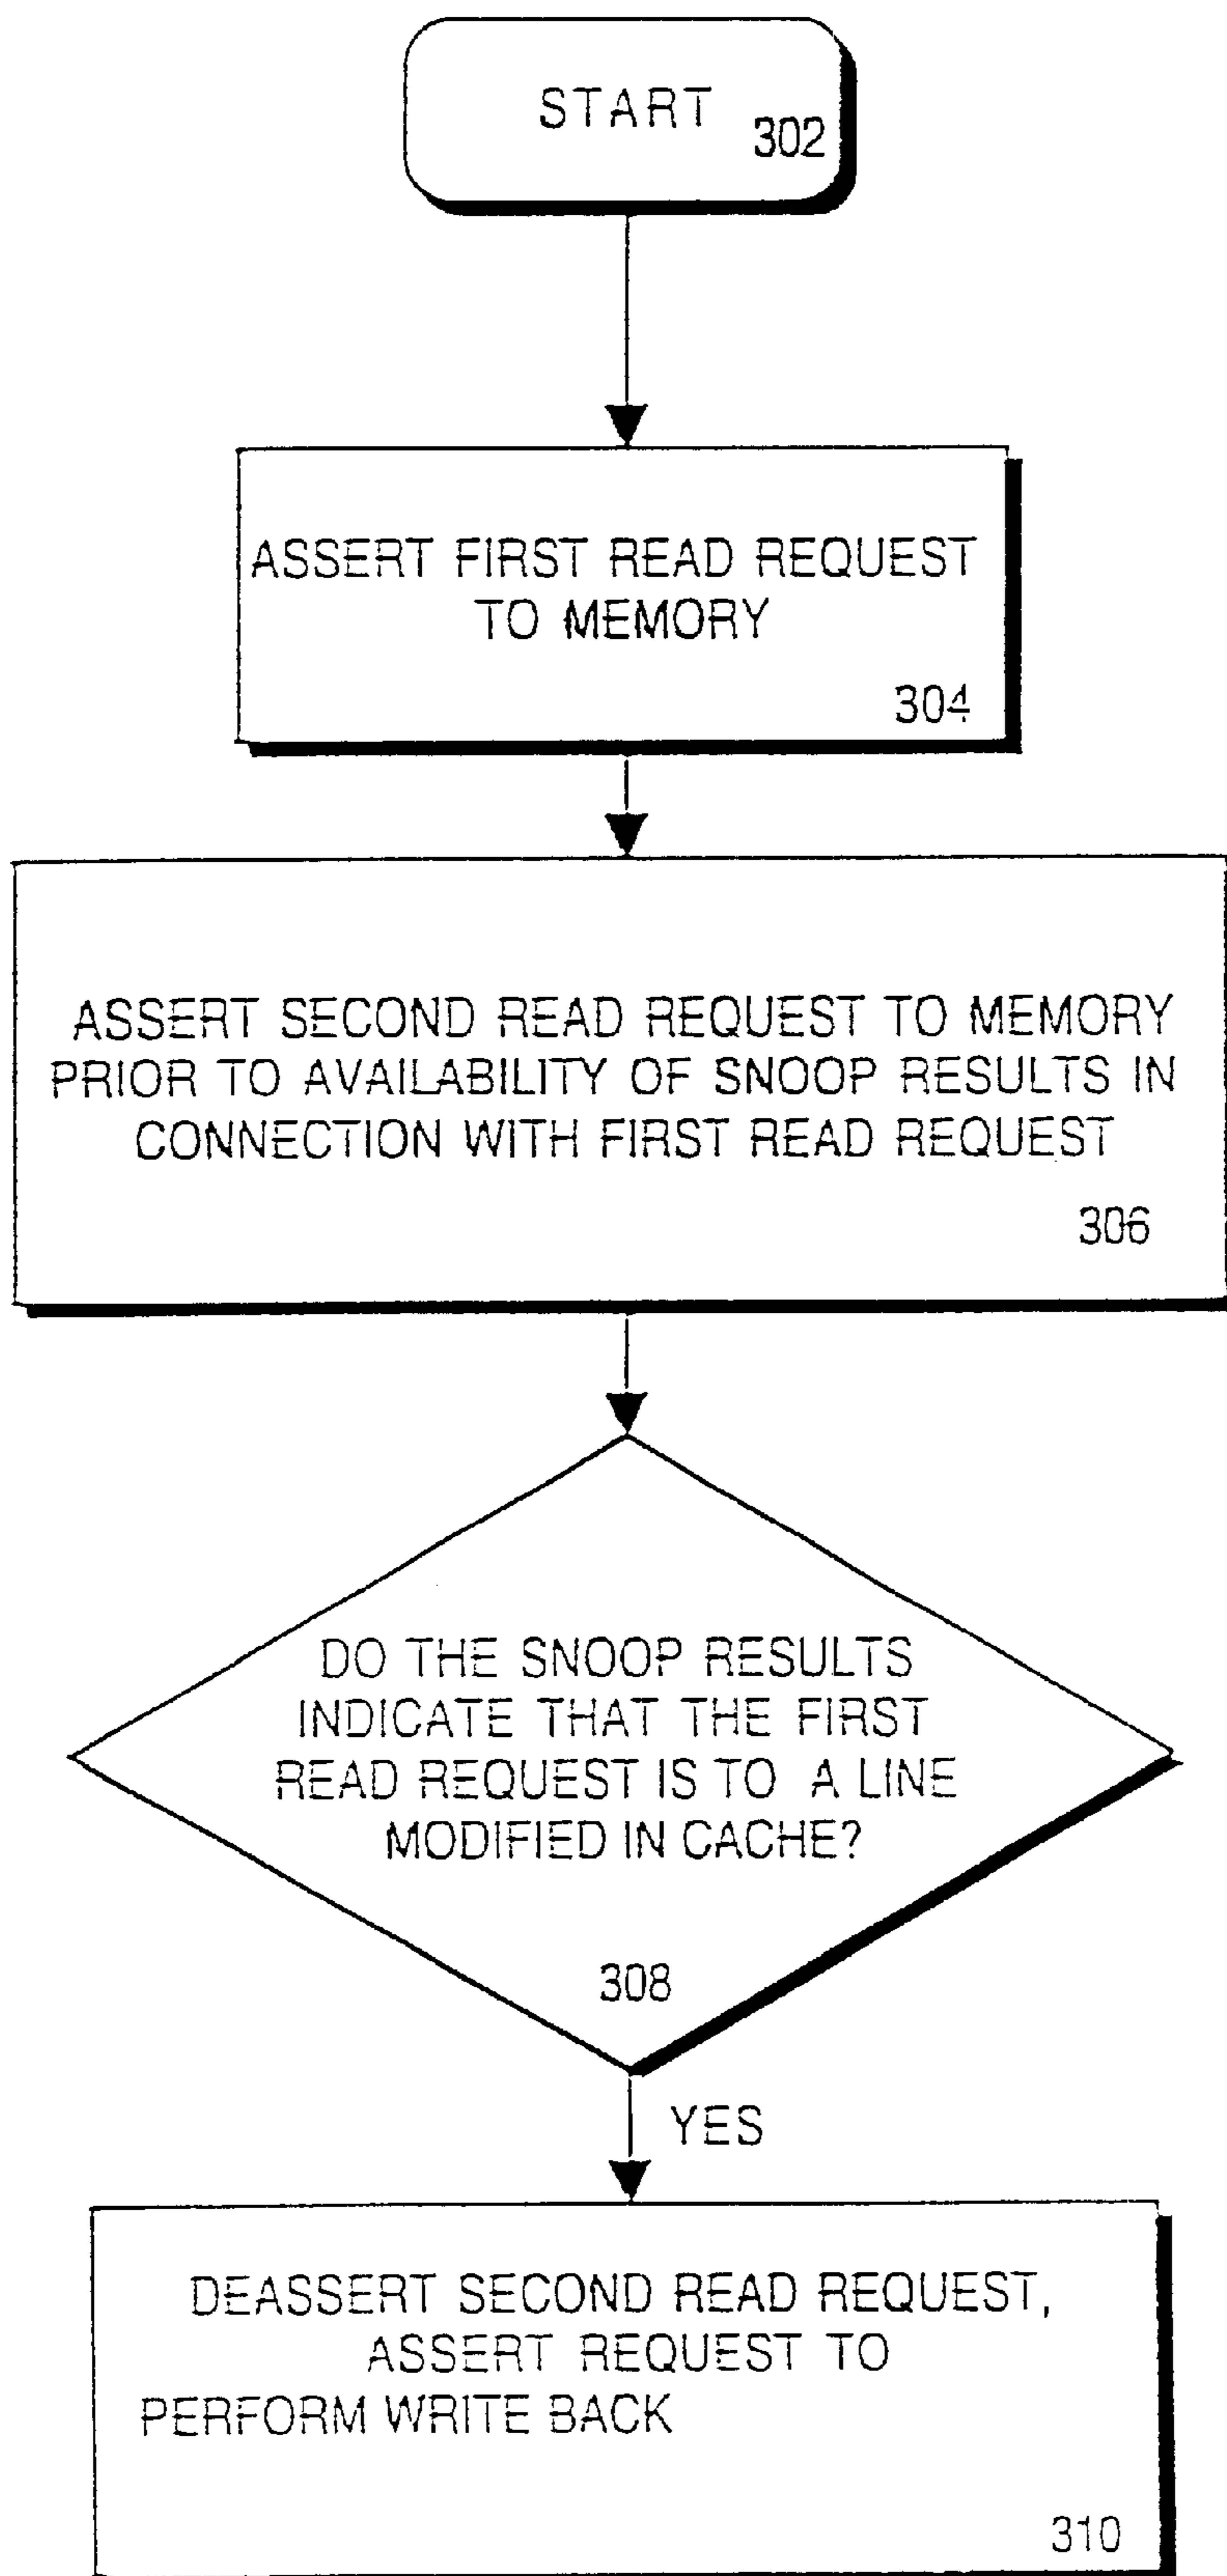 START
302
ASSERT FIRST READ REQUEST
TO MEMORY
304
ASSERT SECOND READ REQUEST TO MEMORY
PRIOR TO AVAILABILITY OF SNOOP RESULTS IN
CONNECTION WITH FIRST READ REQUEST
306
DO THE SNOOP RESULTS
INDICATE THAT THE FIRST
READ REQUEST IS TO A LINE
MODIFIED IN CACHE?
308
YES
DEASSERT SECOND READ REQUEST,
ASSERT REQUEST TO
PERFORM WRITE BACK
310